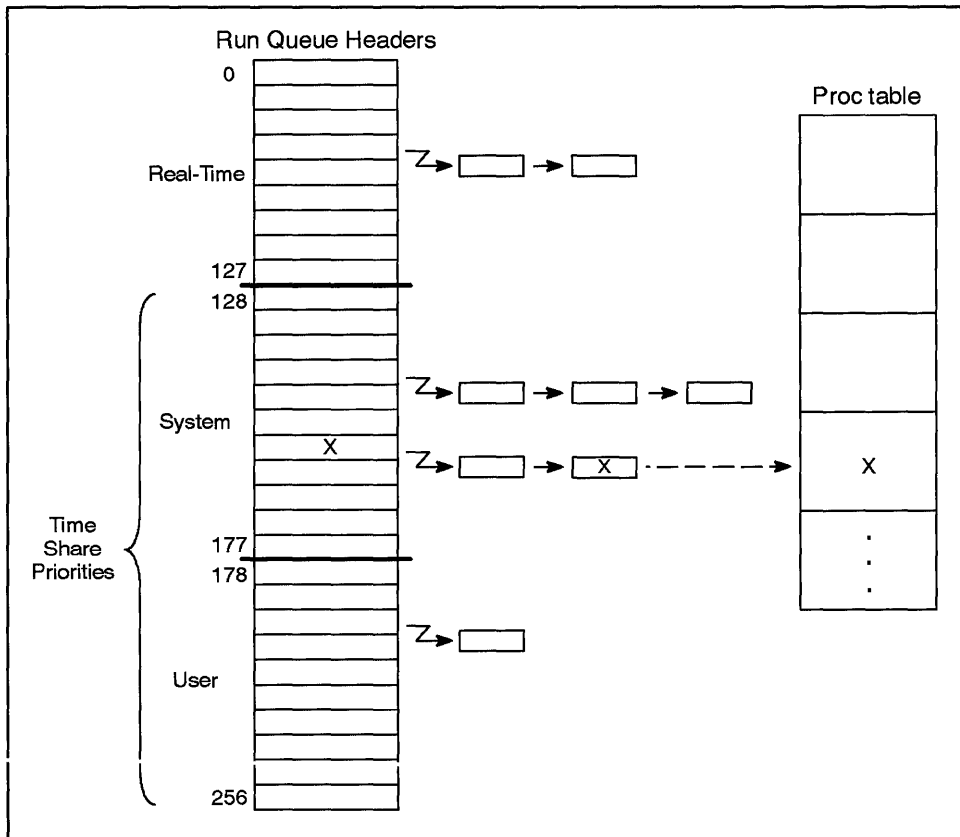 Run Queue Headers
0
Proc table
Real-Time
127
128
System
X
X
X
Time
Share
Priorities
177
178
User
256